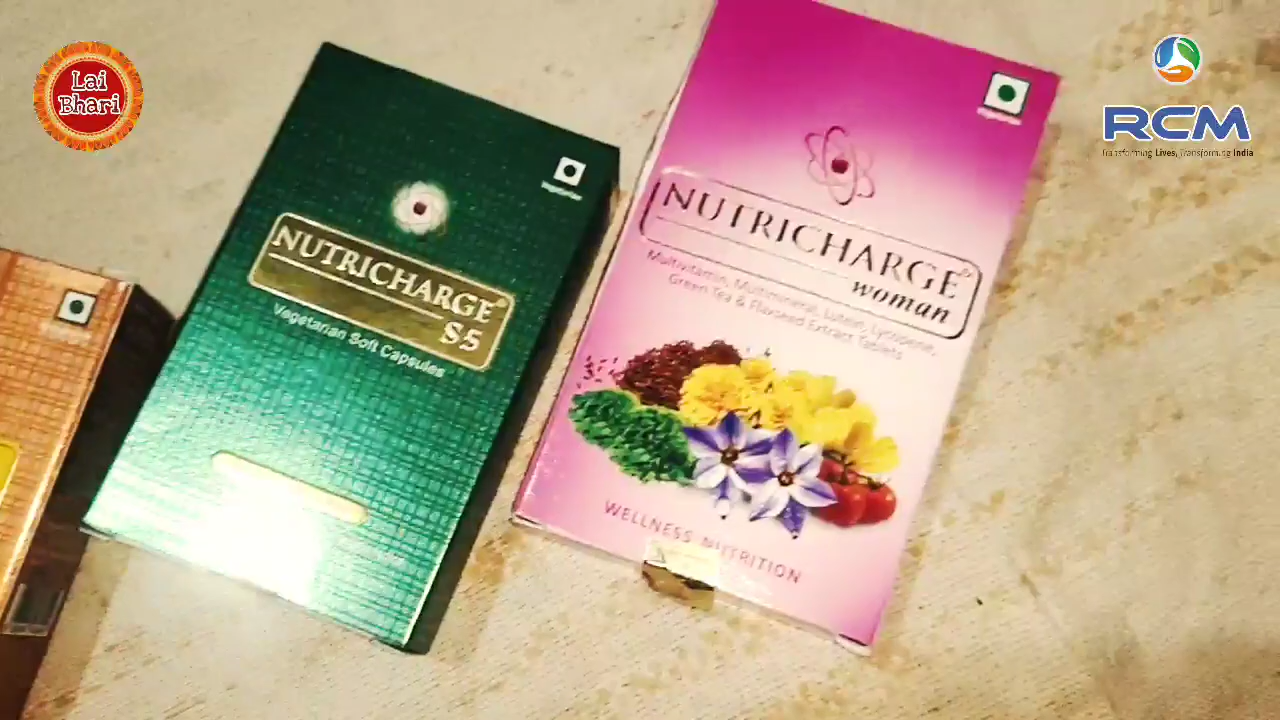 Lai
Bhari
RCM
Transforming Lives, Transforming India
NUTRICHARGE
S5
Vegetarian Soft Capsules
NUTRICHARGE
woman
Multivitamin, Multimineral, Lutein, Lycopene,
Green Tea & Flaxseed Extract Tablets
WELLNESS NUTRITION